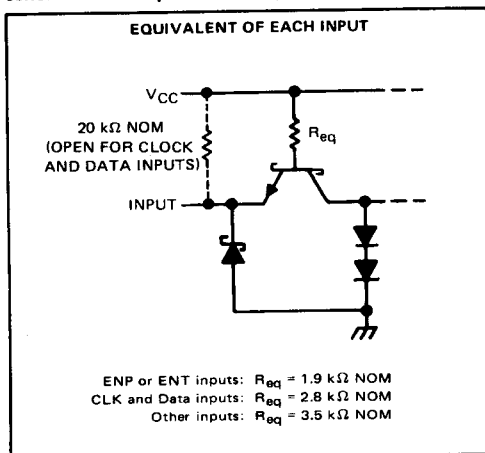 EQUIVALENT OF EACH INPUT
VCC
20 kΩ NOM
(OPEN FOR CLOCK
AND DATA INPUTS)
Req
INPUT
ENP or ENT inputs: Req = 1.9 kΩ NOM
CLK and Data inputs: Req = 2.8 kΩ NOM
Other inputs: Req = 3.5 kΩ NOM